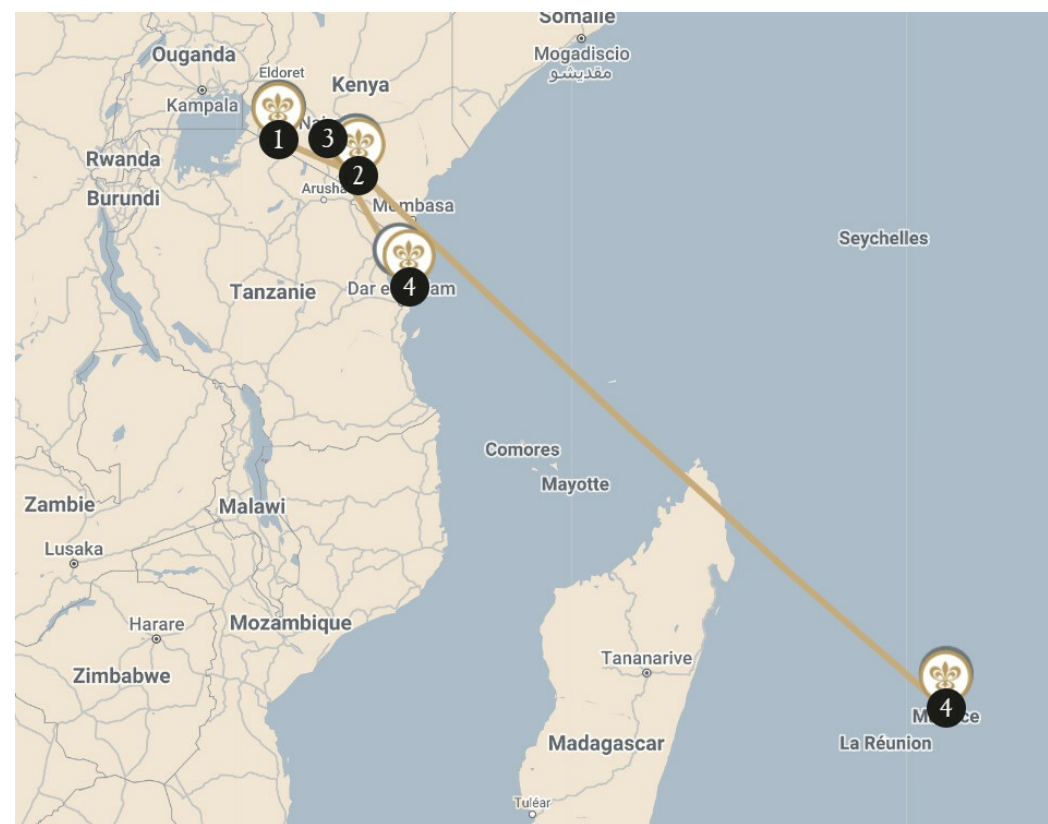 Somalie
Mogadiscio
مقديشو
Ouganda
Eldoret
Kenya
Kampala
1
3
2
Rwanda
Arusha
Burundi
Mombasa
Seychelles
Tanzanie
4
Comores
Mayotte
Zambie
Malawi
Lusaka
Harare
Mozambique
Tananarive
Zimbabwe
4
La Réunion
Madagascar
Tuléar